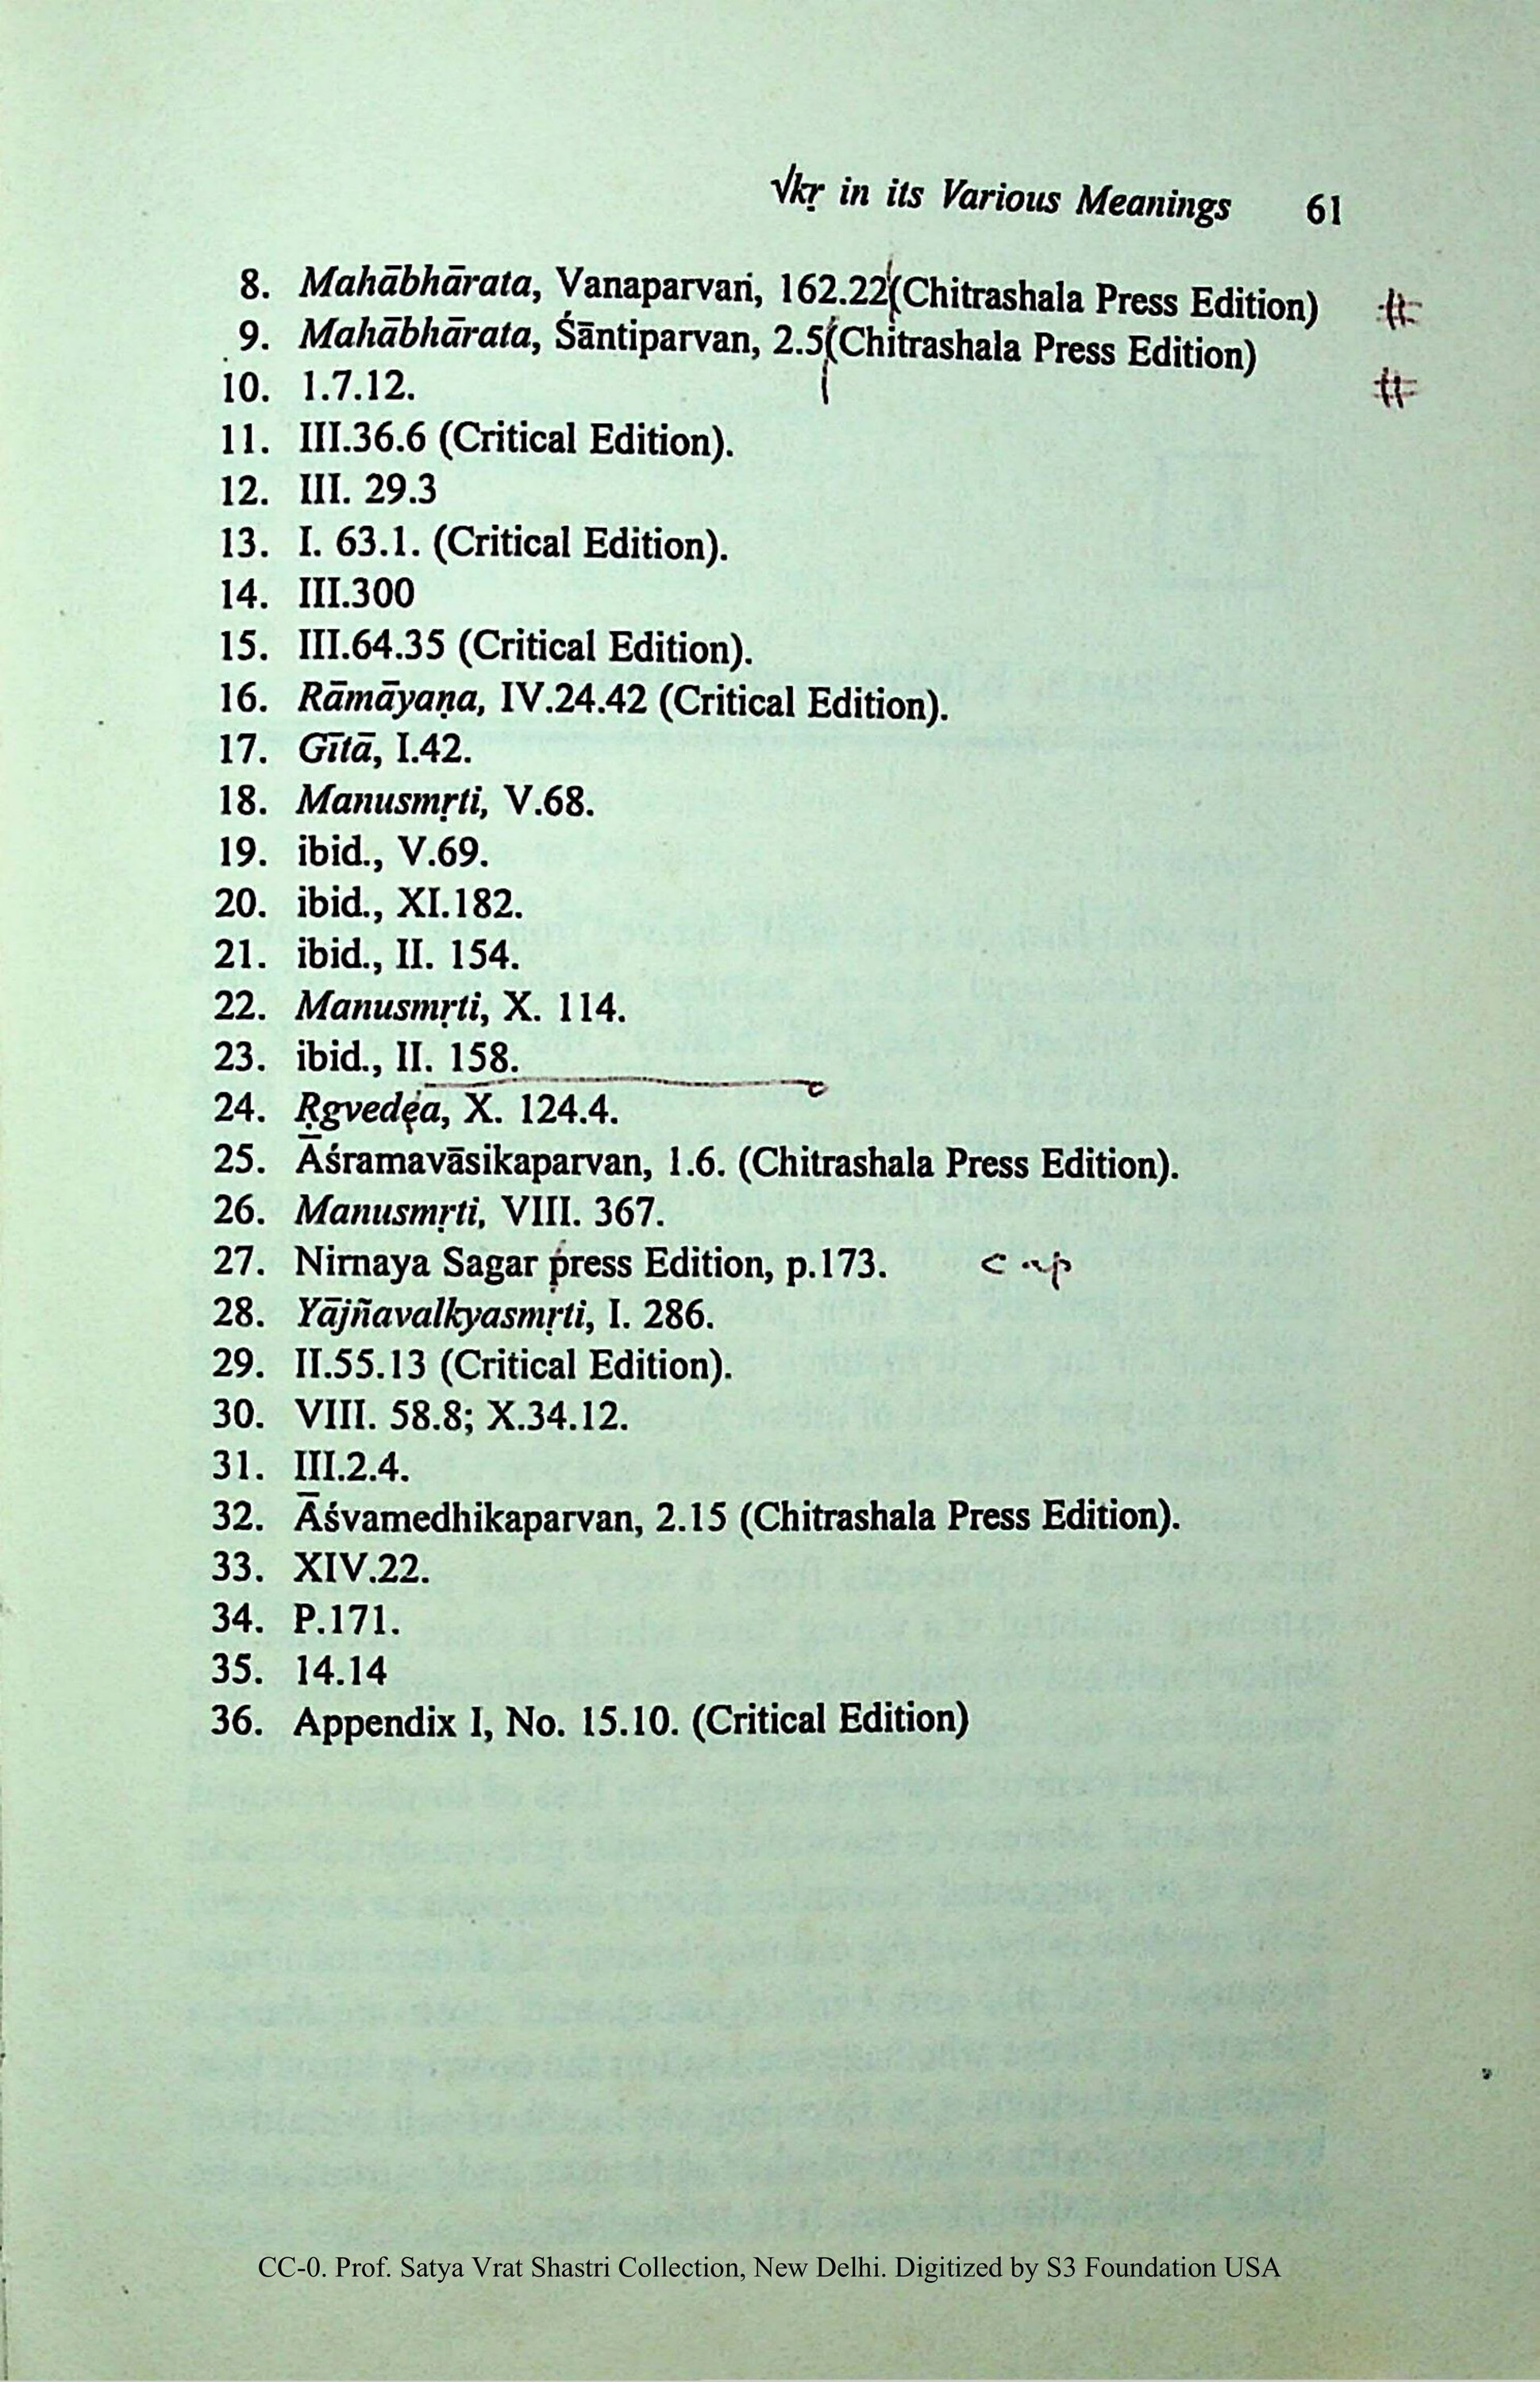 √kṛ in its Various Meanings 61
8. Mahābhārata, Vanaparvan, 162.22(Chitrashala Press Edition) #
9. Mahābhārata, Śāntiparvan, 2.5(Chitrashala Press Edition)
10. 1.7.12. #
11. III.36.6 (Critical Edition).
12. III. 29.3
13. I. 63.1. (Critical Edition).
14. III.300
15. III.64.35 (Critical Edition).
16. Rāmāyaṇa, IV.24.42 (Critical Edition).
17. Gītā, I.42.
18. Manusmṛti, V.68.
19. ibid., V.69.
20. ibid., XI.182.
21. ibid., II. 154.
22. Manusmṛti, X. 114.
23. ibid., II. 158.
24. Ṛgvedea, X. 124.4.
25. Āśramavāsikaparvan, 1.6. (Chitrashala Press Edition).
26. Manusmṛti, VIII. 367.
27. Nirnaya Sagar press Edition, p.173. cap
28. Yājñavalkyasmṛti, I. 286.
29. II.55.13 (Critical Edition).
30. VIII. 58.8; X.34.12.
31. III.2.4.
32. Āśvamedhikaparvan, 2.15 (Chitrashala Press Edition).
33. XIV.22.
34. P.171.
35. 14.14
36. Appendix I, No. 15.10. (Critical Edition)
CC-0. Prof. Satya Vrat Shastri Collection, New Delhi. Digitized by S3 Foundation USA